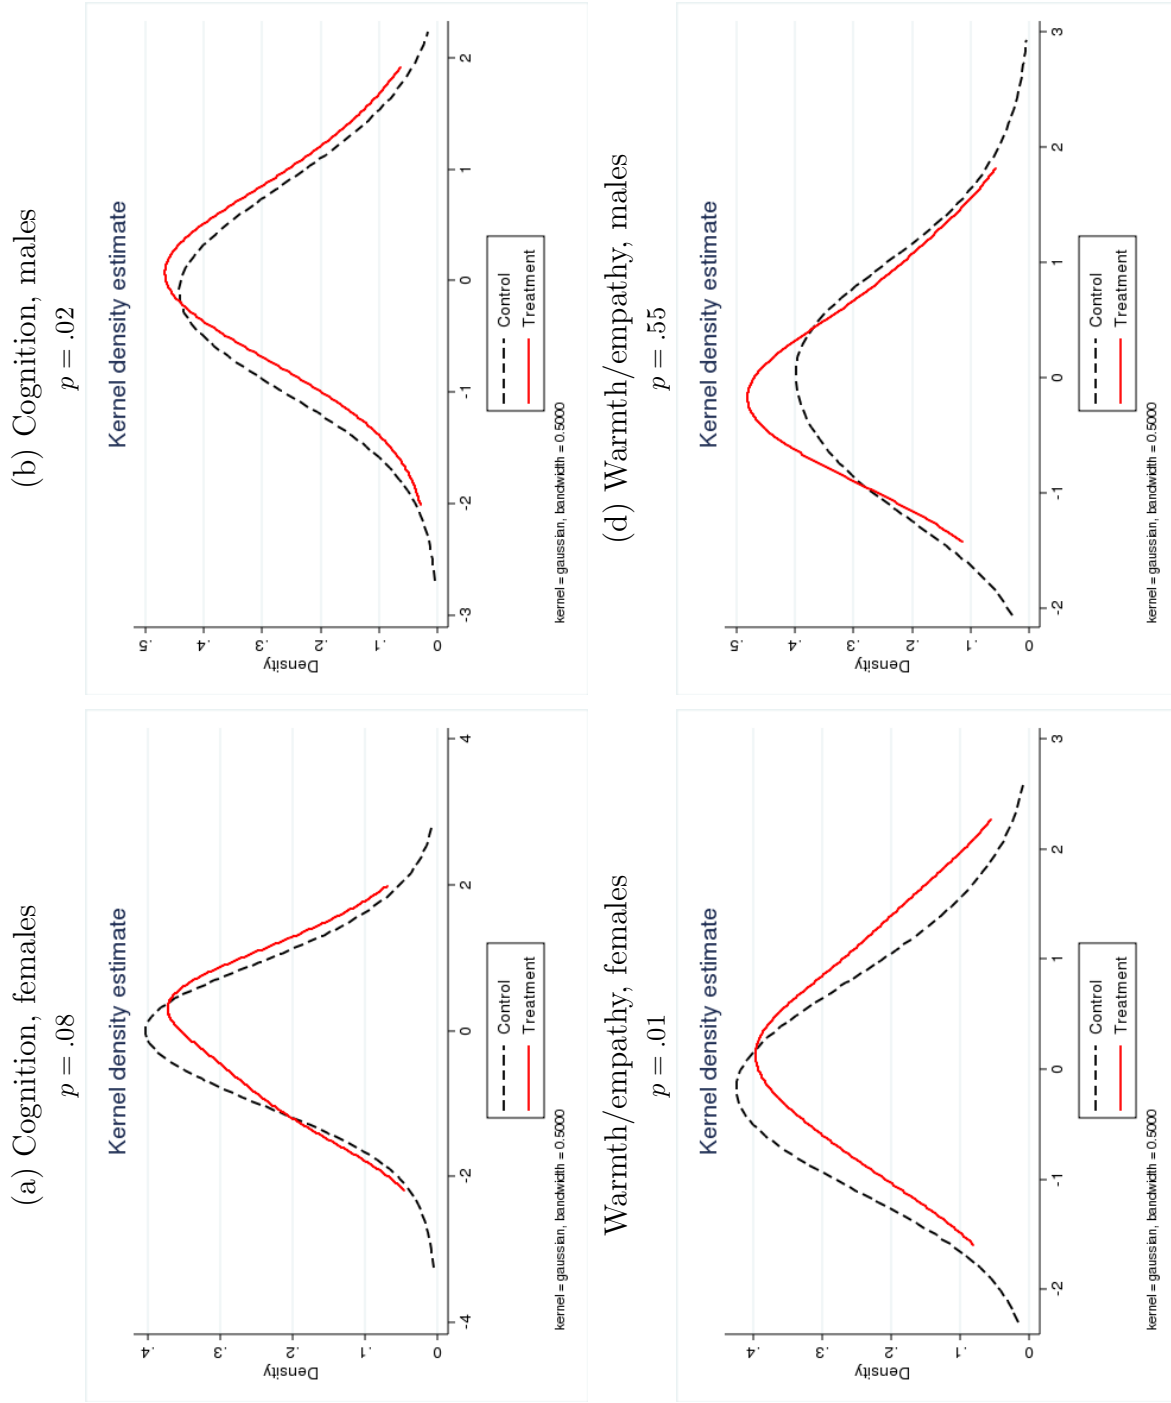 (a) Cognition, females
p = .08
Kernel density estimate
Density
0 .1 .2 .3 .4
-4 -2 0 2 4
Control
Treatment
kernel = gaussian, bandwidth = 0.5000
(b) Cognition, males
p = .02
Kernel density estimate
Density
0 .1 .2 .3 .4 .5
-3 -2 -1 0 1 2
Control
Treatment
kernel = gaussian, bandwidth = 0.5000
Warmth/empathy, females
p = .01
Kernel density estimate
Density
0 .1 .2 .3 .4
-2 -1 0 1 2 3
Control
Treatment
kernel = gaussian, bandwidth = 0.5000
(d) Warmth/empathy, males
p = .55
Kernel density estimate
Density
0 .1 .2 .3 .4 .5
-2 -1 0 1 2 3
Control
Treatment
kernel = gaussian, bandwidth = 0.5000